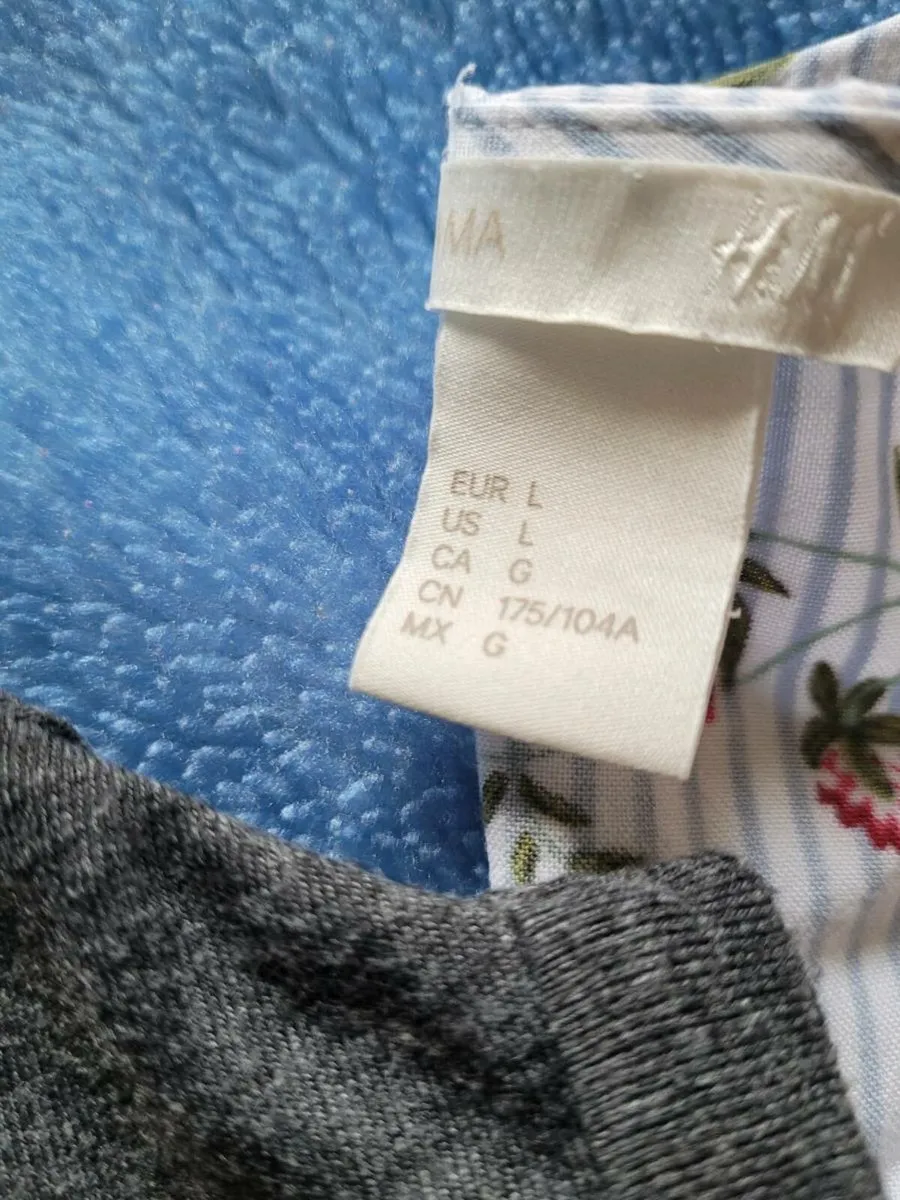 MA H&M
EUR L
US L
CA G
CN 175/104A
MX G